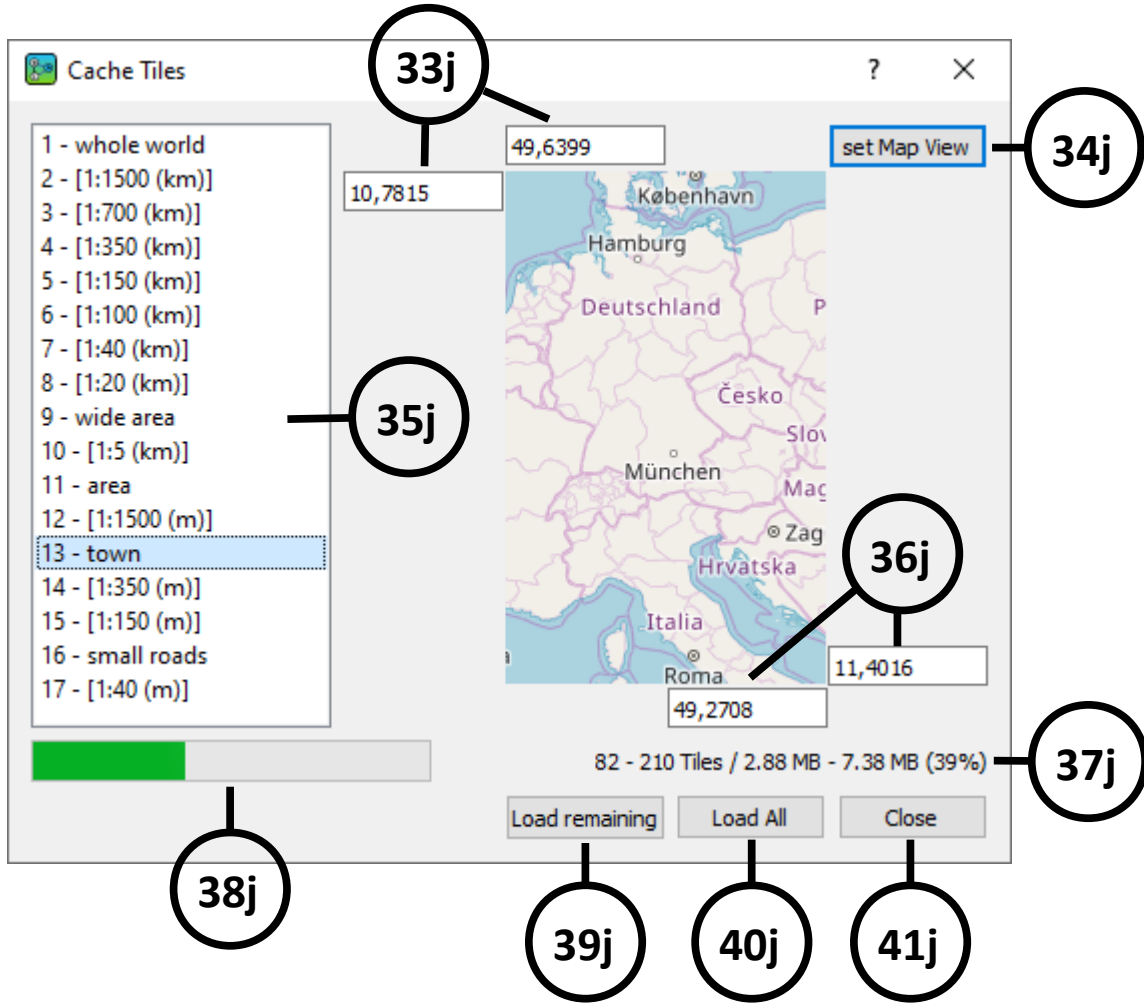 33j
Cache Tiles
?
1 - whole world
2 - [1:1500 (km)]
3 - [1:700 (km)]
4 - [1:350 (km)]
5 - [1:150 (km)]
6 - [1:100 (km)]
7 - [1:40 (km)]
8 - [1:20 (km)]
9 - wide area
10 - [1:5 (km)]
11 - area
12 - [1:1500 (m)]
13 - town
14 - [1:350 (m)]
15 - [1:150 (m)]
16 - small roads
17 - [1:40 (m)]
35j
49,6399
10,7815
set Map View
34j
København
Hamburg
Deutschland
P
Česko
Slov
München
Mag
Zag
Hrvatska
Italia
Roma
36j
11,4016
49,2708
82 - 210 Tiles / 2.88 MB - 7.38 MB (39%)
37j
Load remaining
Load All
Close
38j
39j
40j
41j